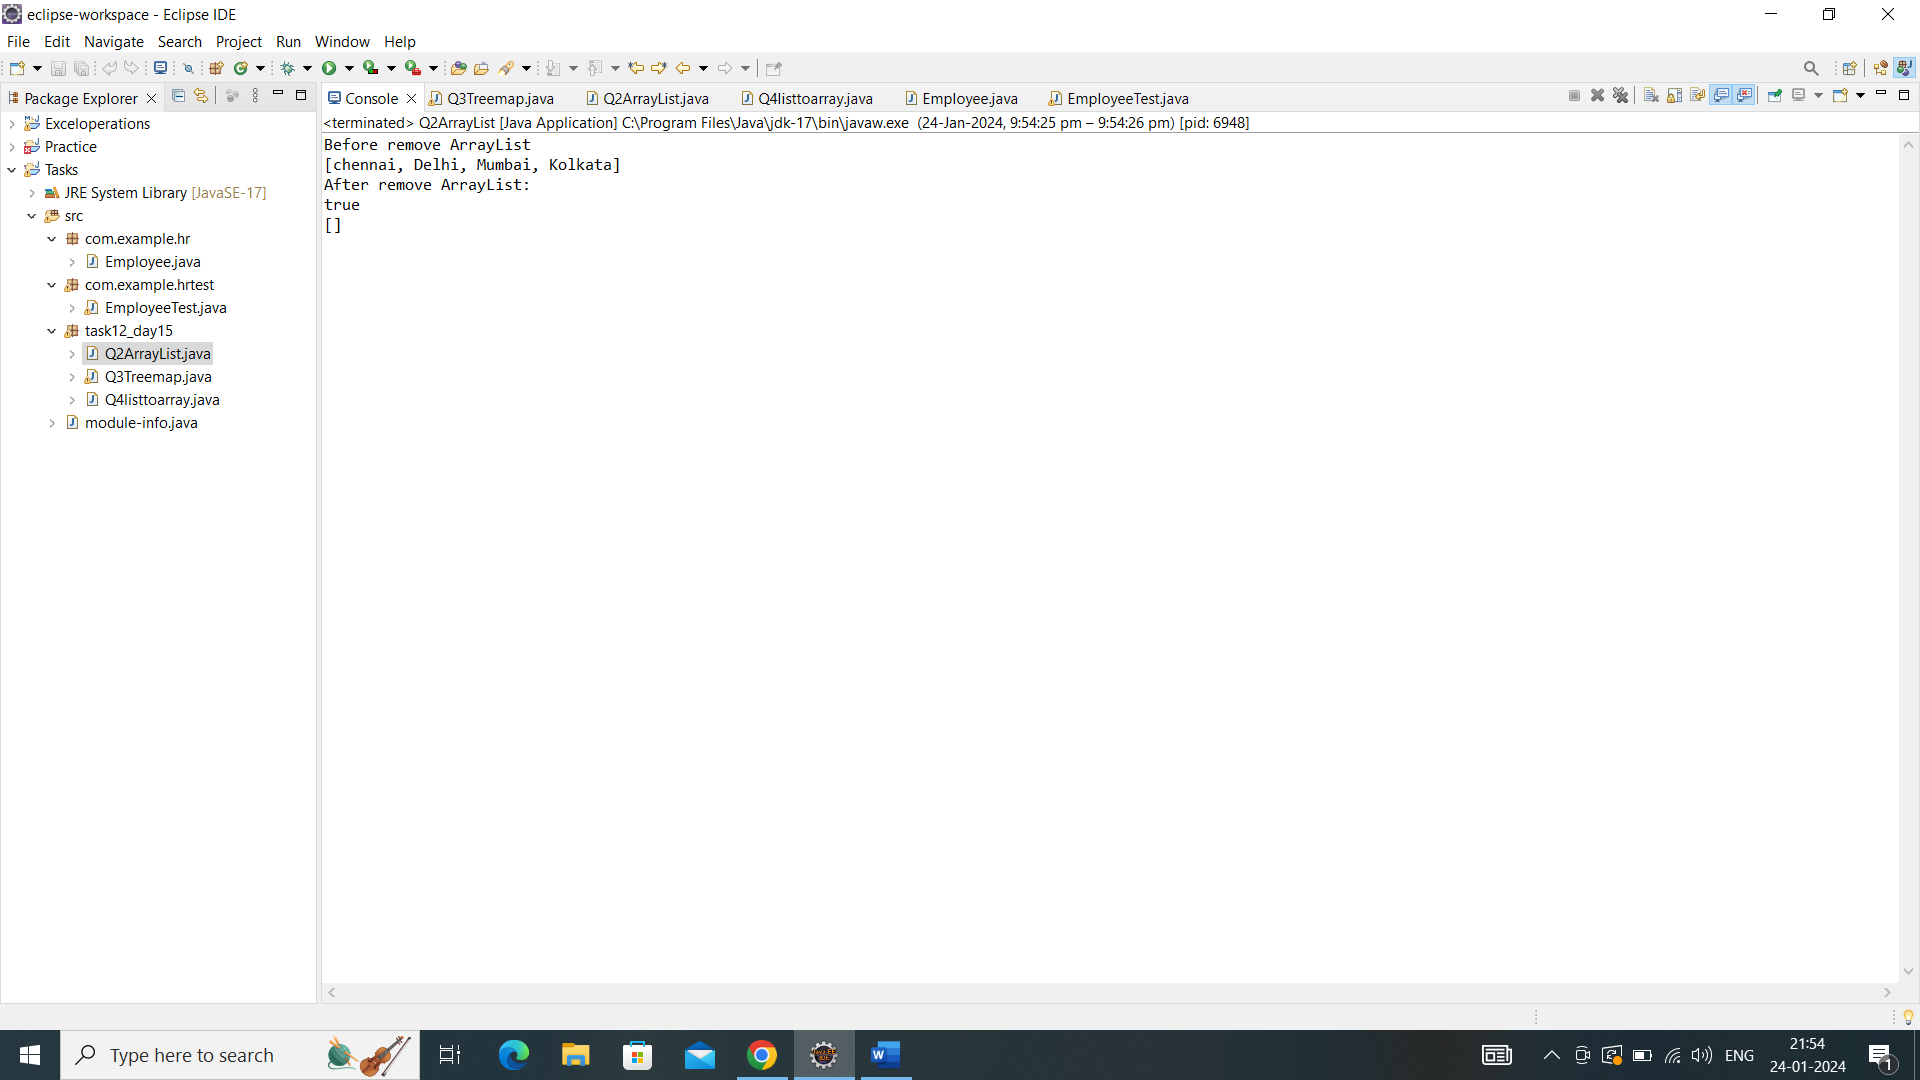 eclipse-workspace - Eclipse IDE
File Edit Navigate Search Project Run Window Help
Package Explorer
Exceloperations
Practice
Tasks
JRE System Library [JavaSE-17]
src
com.example.hr
Employee.java
com.example.hrtest
EmployeeTest.java
task12_day15
Q2ArrayList.java
Q3Treemap.java
Q4listtoarray.java
module-info.java
Console Q3Treemap.java Q2ArrayList.java Q4listtoarray.java Employee.java EmployeeTest.java
<terminated> Q2ArrayList [Java Application] C:\Program Files\Java\jdk-17\bin\javaw.exe (24-Jan-2024, 9:54:25 pm – 9:54:26 pm) [pid: 6948]
Before remove ArrayList
[chennai, Delhi, Mumbai, Kolkata]
After remove ArrayList:
true
[]
Type here to search
ENG
21:54
24-01-2024
1